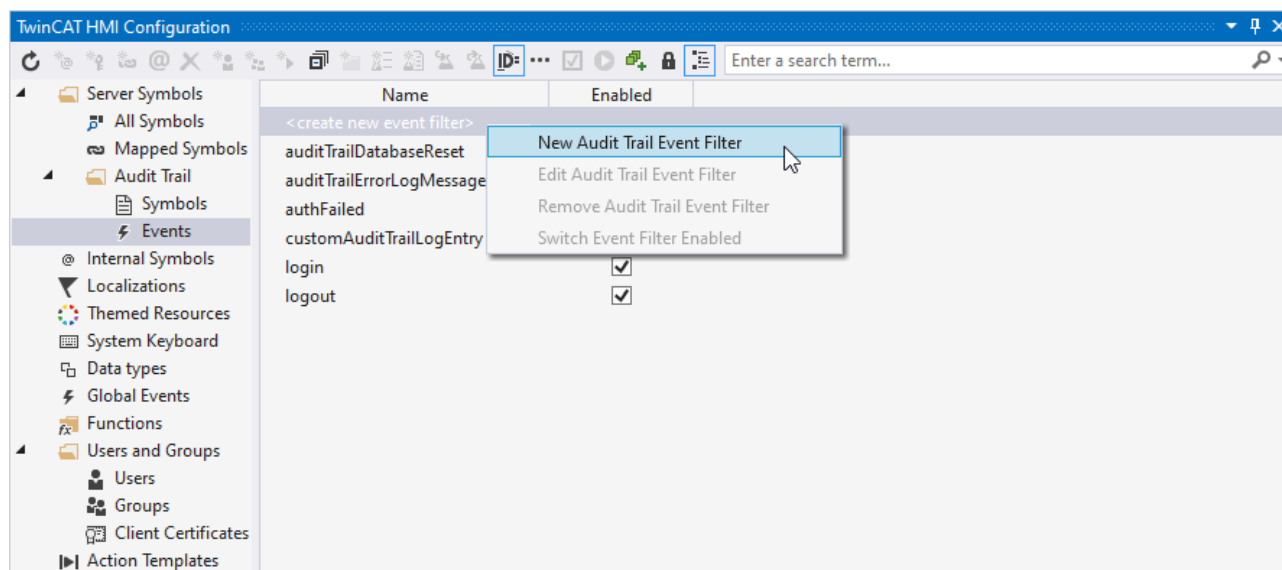 TwinCAT HMI Configuration
ID=
Enter a search term...
Server Symbols
All Symbols
Mapped Symbols
Audit Trail
Symbols
Events
Internal Symbols
Localizations
Themed Resources
System Keyboard
Data types
Global Events
Functions
Users and Groups
Users
Groups
Client Certificates
Action Templates
Name Enabled
<create new event filter>
auditTrailDatabaseReset
auditTrailErrorLogMessage
authFailed
customAuditTrailLogEntry
login
logout
New Audit Trail Event Filter
Edit Audit Trail Event Filter
Remove Audit Trail Event Filter
Switch Event Filter Enabled